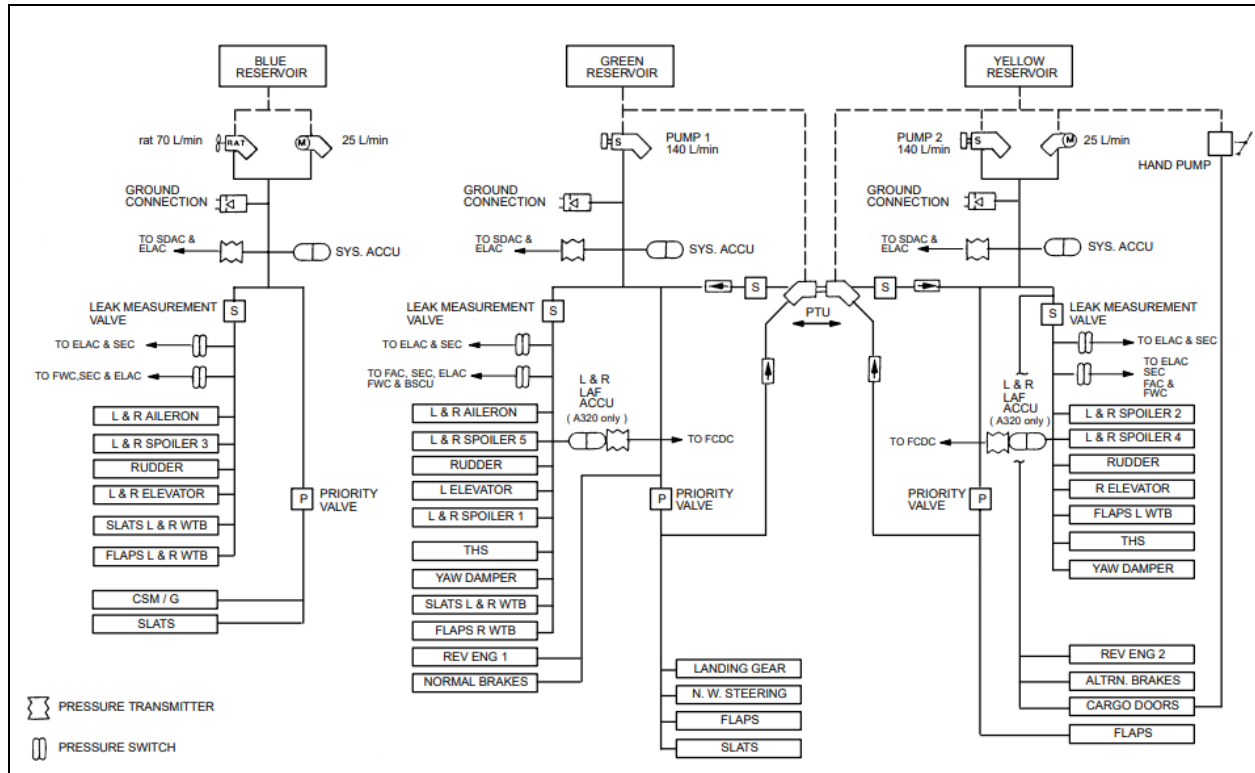 BLUE
RESERVOIR
GREEN
RESERVOIR
YELLOW
RESERVOIR
rat 70 L/min
RAT
M
25 L/min
S
PUMP 1
140 L/min
PUMP 2
140 L/min
S
M
25 L/min
HAND PUMP
GROUND
CONNECTION
GROUND
CONNECTION
GROUND
CONNECTION
TO SDAC &
ELAC
SYS. ACCU
TO SDAC &
ELAC
SYS. ACCU
TO SDAC &
ELAC
SYS. ACCU
LEAK MEASUREMENT
VALVE
S
TO ELAC & SEC
TO FWC,SEC & ELAC
L & R AILERON
L & R SPOILER 3
RUDDER
L & R ELEVATOR
SLATS L & R WTB
FLAPS L & R WTB
P
PRIORITY
VALVE
CSM / G
SLATS
LEAK MEASUREMENT
VALVE
S
S
PTU
S
TO ELAC & SEC
TO FAC, SEC, ELAC
FWC & BSCU
L & R
LAF
ACCU
( A320 only )
TO FCDC
L & R AILERON
L & R SPOILER 5
RUDDER
L ELEVATOR
L & R SPOILER 1
THS
YAW DAMPER
SLATS L & R WTB
FLAPS R WTB
REV ENG 1
NORMAL BRAKES
P
PRIORITY
VALVE
LANDING GEAR
N. W. STEERING
FLAPS
SLATS
S
LEAK MEASUREMENT
VALVE
TO ELAC & SEC
TO ELAC
SEC
FAC &
FWC
L & R
LAF
ACCU
( A320 only)
TO FCDC
PRIORITY
VALVE
P
L & R SPOILER 2
L & R SPOILER 4
RUDDER
R ELEVATOR
FLAPS L WTB
THS
YAW DAMPER
REV ENG 2
ALTRN. BRAKES
CARGO DOORS
FLAPS
PRESSURE TRANSMITTER
PRESSURE SWITCH